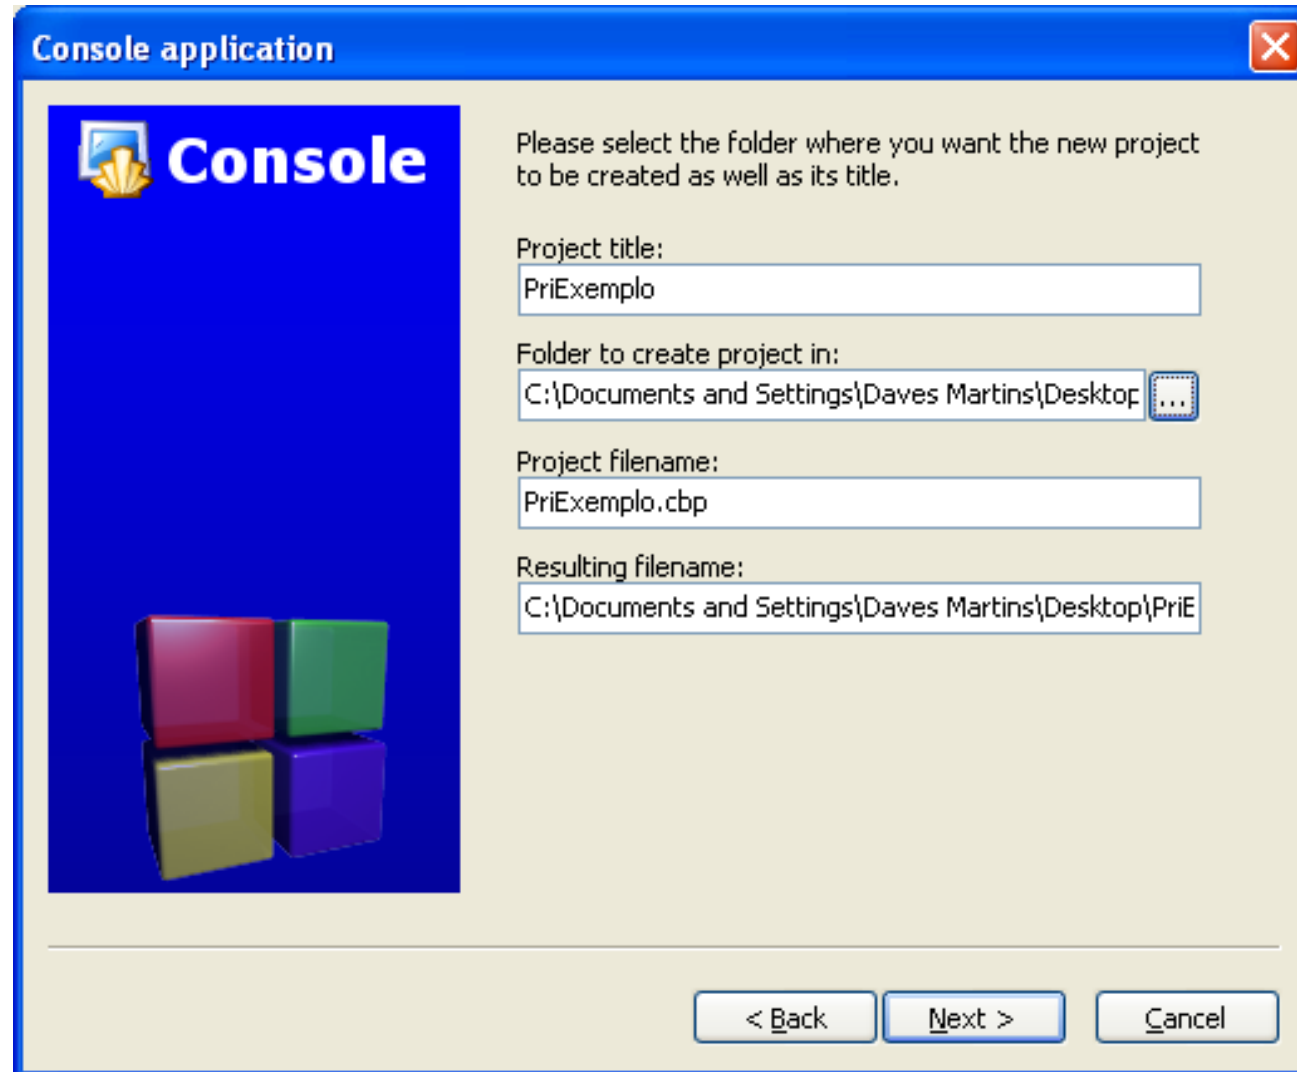 Console application
Console
Please select the folder where you want the new project
to be created as well as its title.
Project title:
PriExemplo
Folder to create project in:
C:\Documents and Settings\Daves Martins\Desktop
...
Project filename:
PriExemplo.cbp
Resulting filename:
C:\Documents and Settings\Daves Martins\Desktop\PriE
< Back
Next >
Cancel